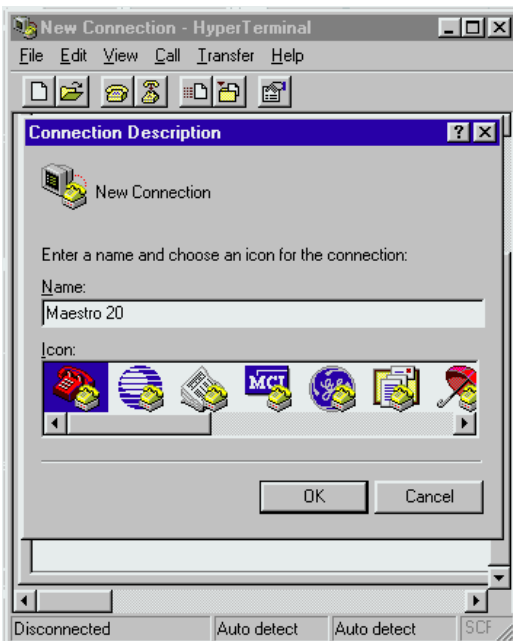 New Connection - HyperTerminal
File Edit View Call Transfer Help
Connection Description
New Connection
Enter a name and choose an icon for the connection:
Name:
Maestro 20
Icon:
MCI
OK Cancel
Disconnected Auto detect Auto detect SCF